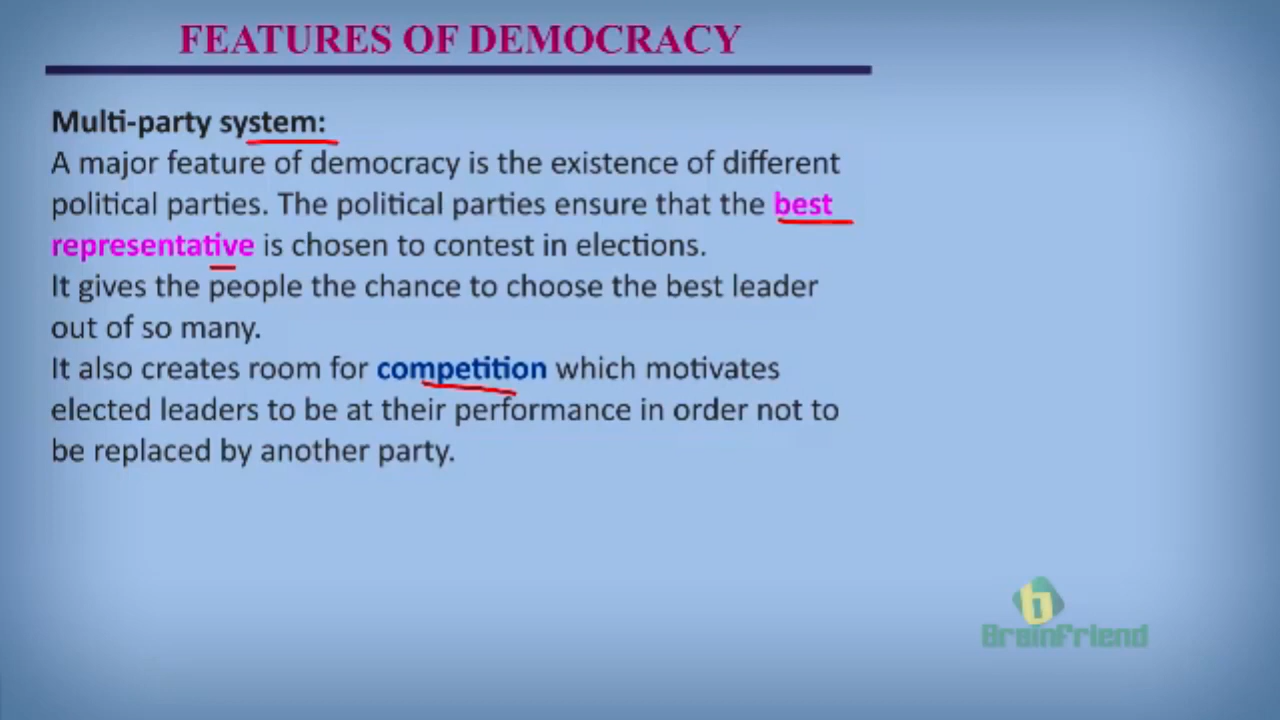 FEATURES OF DEMOCRACY
Multi-party system:
A major feature of democracy is the existence of different
political parties. The political parties ensure that the best
representative is chosen to contest in elections.
It gives the people the chance to choose the best leader
out of so many.
It also creates room for competition which motivates
elected leaders to be at their performance in order not to
be replaced by another party.
b
BrainFriend